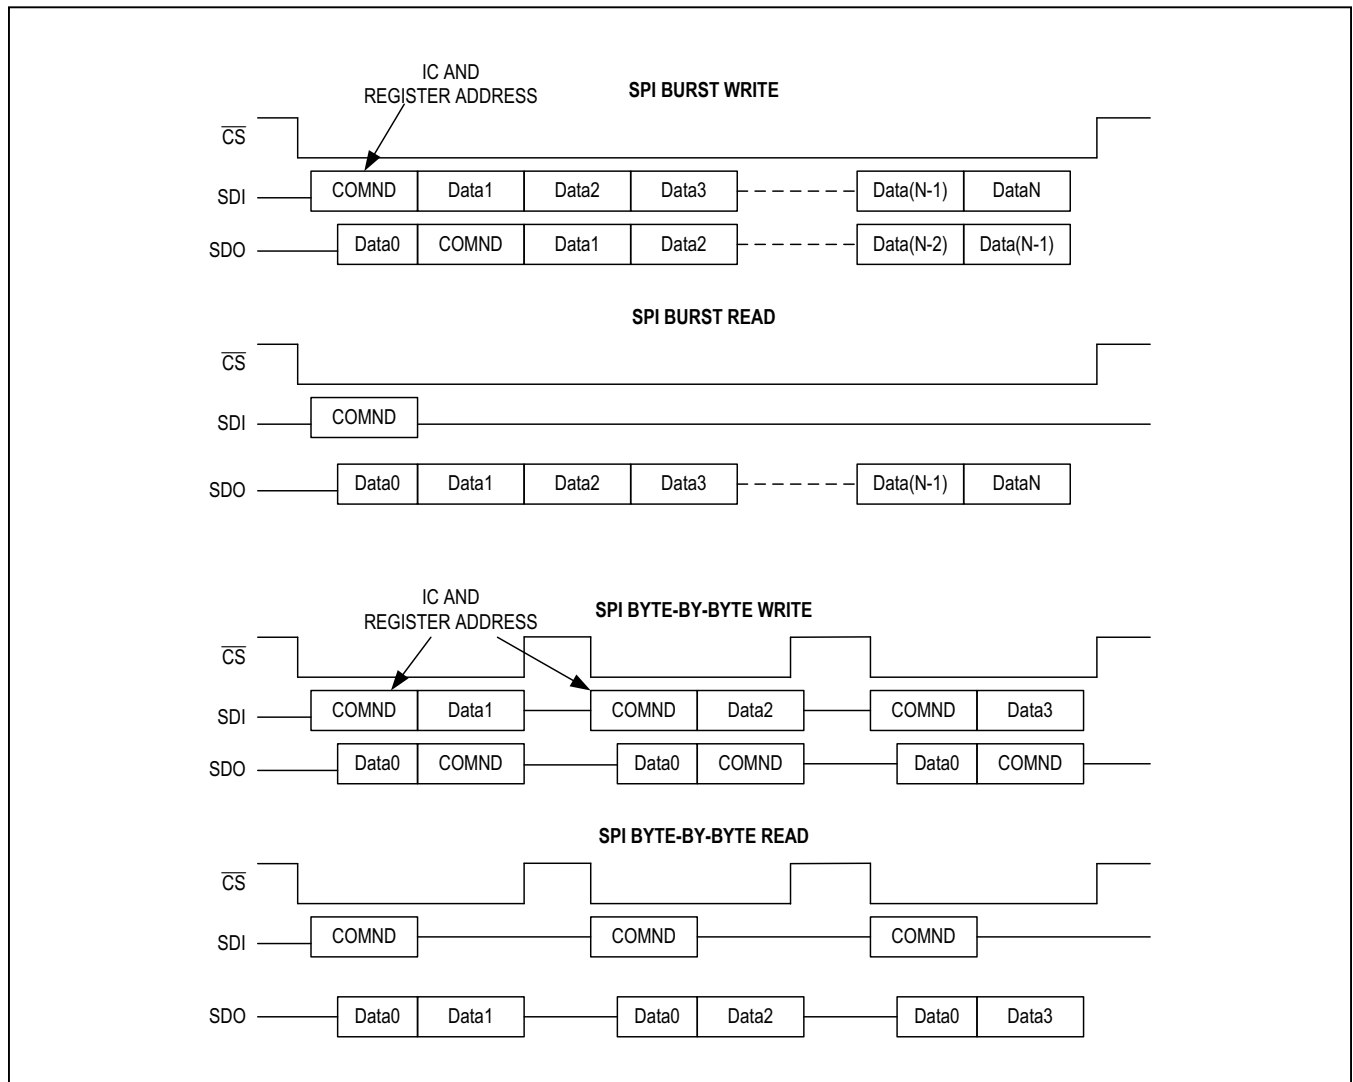 IC AND
REGISTER ADDRESS
SPI BURST WRITE
CS
SDI COMND Data1 Data2 Data3 Data(N-1) DataN
SDO Data0 COMND Data1 Data2 Data(N-2) Data(N-1)
SPI BURST READ
CS
SDI COMND
SDO Data0 Data1 Data2 Data3 Data(N-1) DataN
IC AND
REGISTER ADDRESS
SPI BYTE-BY-BYTE WRITE
CS
SDI COMND Data1 COMND Data2 COMND Data3
SDO Data0 COMND Data0 COMND Data0 COMND
SPI BYTE-BY-BYTE READ
CS
SDI COMND COMND COMND
SDO Data0 Data1 Data0 Data2 Data0 Data3